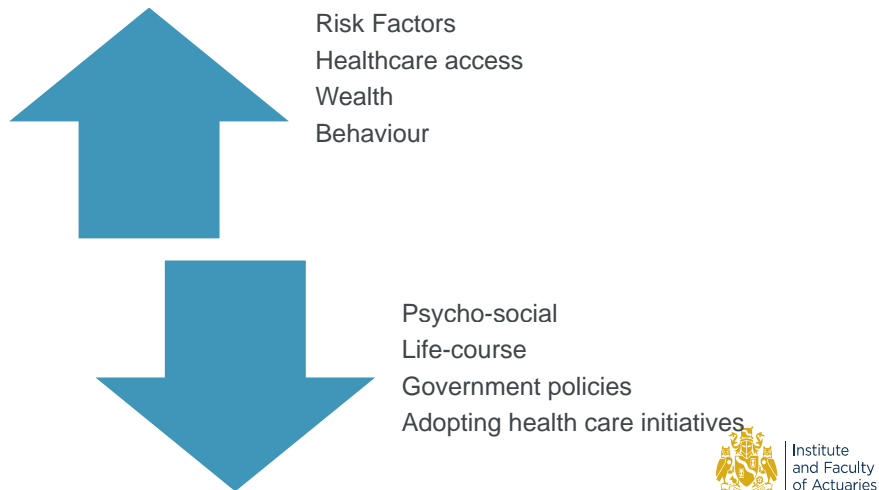 Risk Factors
Healthcare access
Wealth
Behaviour
Psycho-social
Life-course
Government policies
Adopting health care initiatives
Institute
and Faculty
of Actuaries